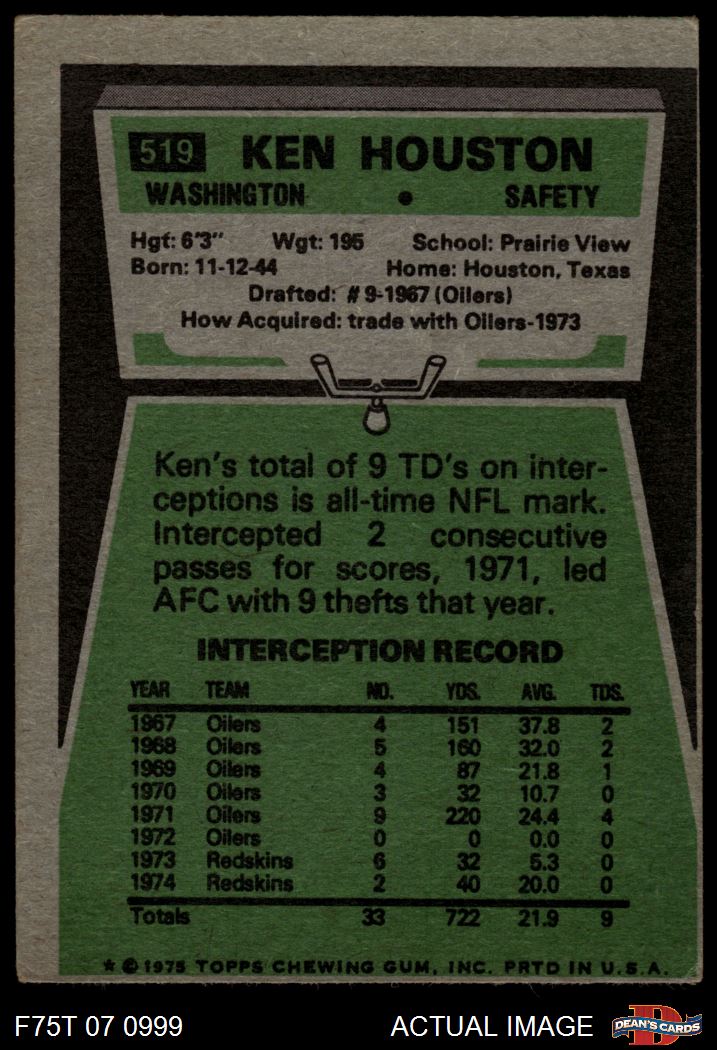 519 KEN HOUSTON
WASHINGTON • SAFETY
Hgt: 6'3" Wgt: 195 School: Prairie View
Born: 11-12-44 Home: Houston, Texas
Drafted: #9-1967 (Oilers)
How Acquired: trade with Oilers-1973
Ken's total of 9 TD's on inter-
ceptions is all-time NFL mark.
Intercepted 2 consecutive
passes for scores, 1971, led
AFC with 9 thefts that year.
INTERCEPTION RECORD
YEAR TEAM NO. YDS. AVG. TDS.
1967 Oilers 4 151 37.8 2
1968 Oilers 5 160 32.0 2
1969 Oilers 4 87 21.8 1
1970 Oilers 3 32 10.7 0
1971 Oilers 9 220 24.4 4
1972 Oilers 0 0 0.0 0
1973 Redskins 6 32 5.3 0
1974 Redskins 2 40 20.0 0
Totals 33 722 21.9 9
★ © 1975 TOPPS CHEWING GUM, INC. PRTD IN U.S.A.
F75T 07 0999 ACTUAL IMAGE DEAN'S CARDS